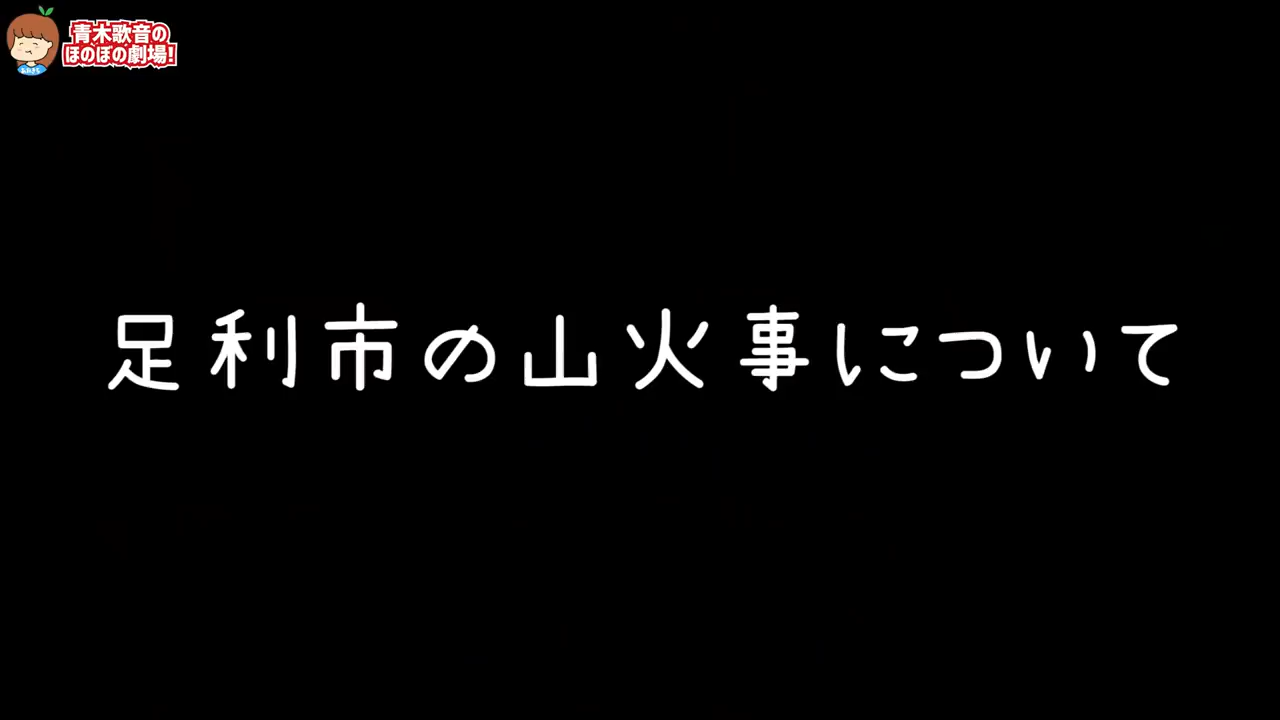 青木歌音の
ほのぼの劇場!
足利市の山火事について